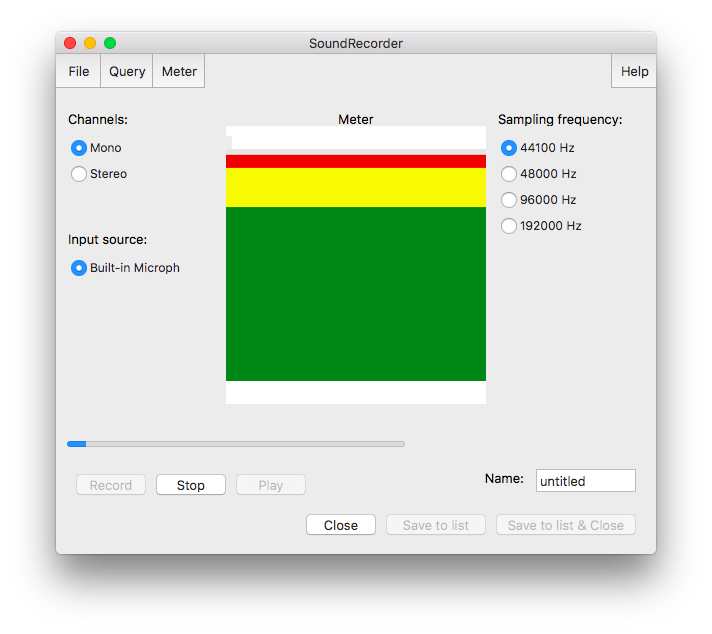 SoundRecorder
File Query Meter Help
Channels:
Mono
Stereo
Input source:
Built-in Microph
Meter
Sampling frequency:
44100 Hz
48000 Hz
96000 Hz
192000 Hz
Record Stop Play
Name: untitled
Close Save to list Save to list & Close